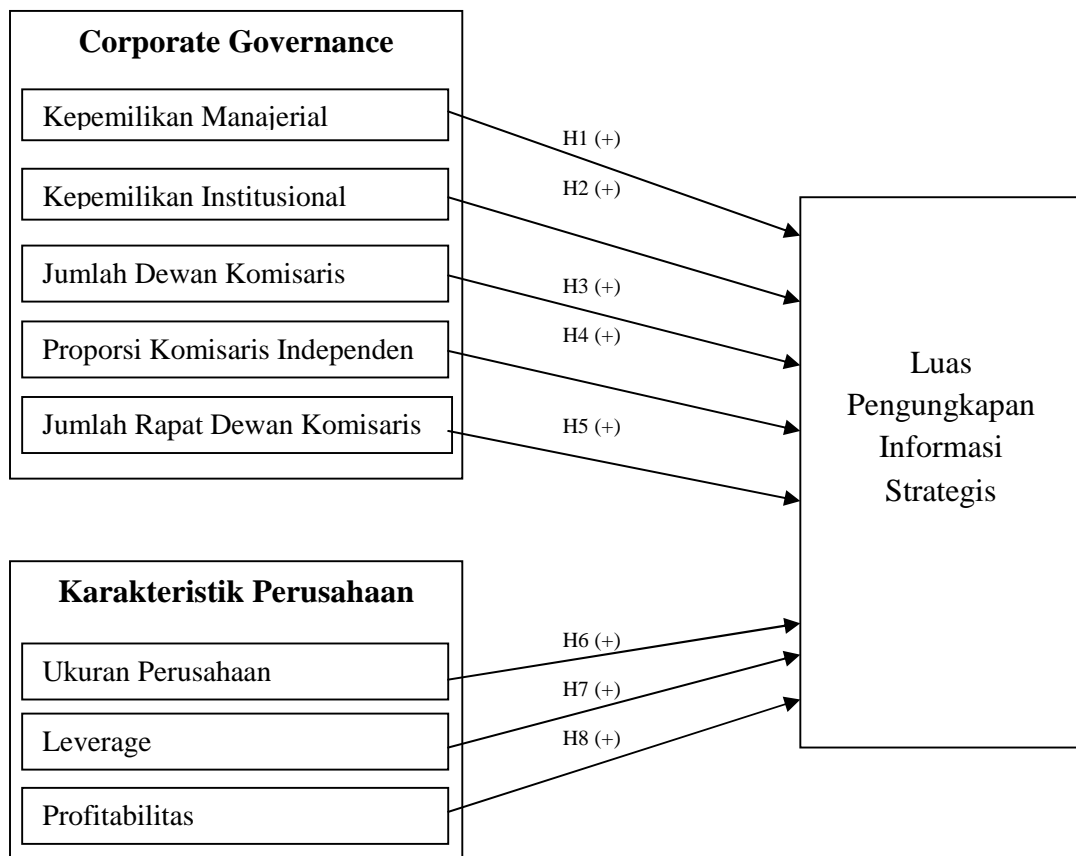 Corporate Governance
Kepemilikan Manajerial
H1 (+)
Kepemilikan Institusional
H2 (+)
Jumlah Dewan Komisaris
H3 (+)
Proporsi Komisaris Independen
H4 (+)
Jumlah Rapat Dewan Komisaris
H5 (+)
Luas
Pengungkapan
Informasi
Strategis
Karakteristik Perusahaan
Ukuran Perusahaan
H6 (+)
Leverage
H7 (+)
Profitabilitas
H8 (+)